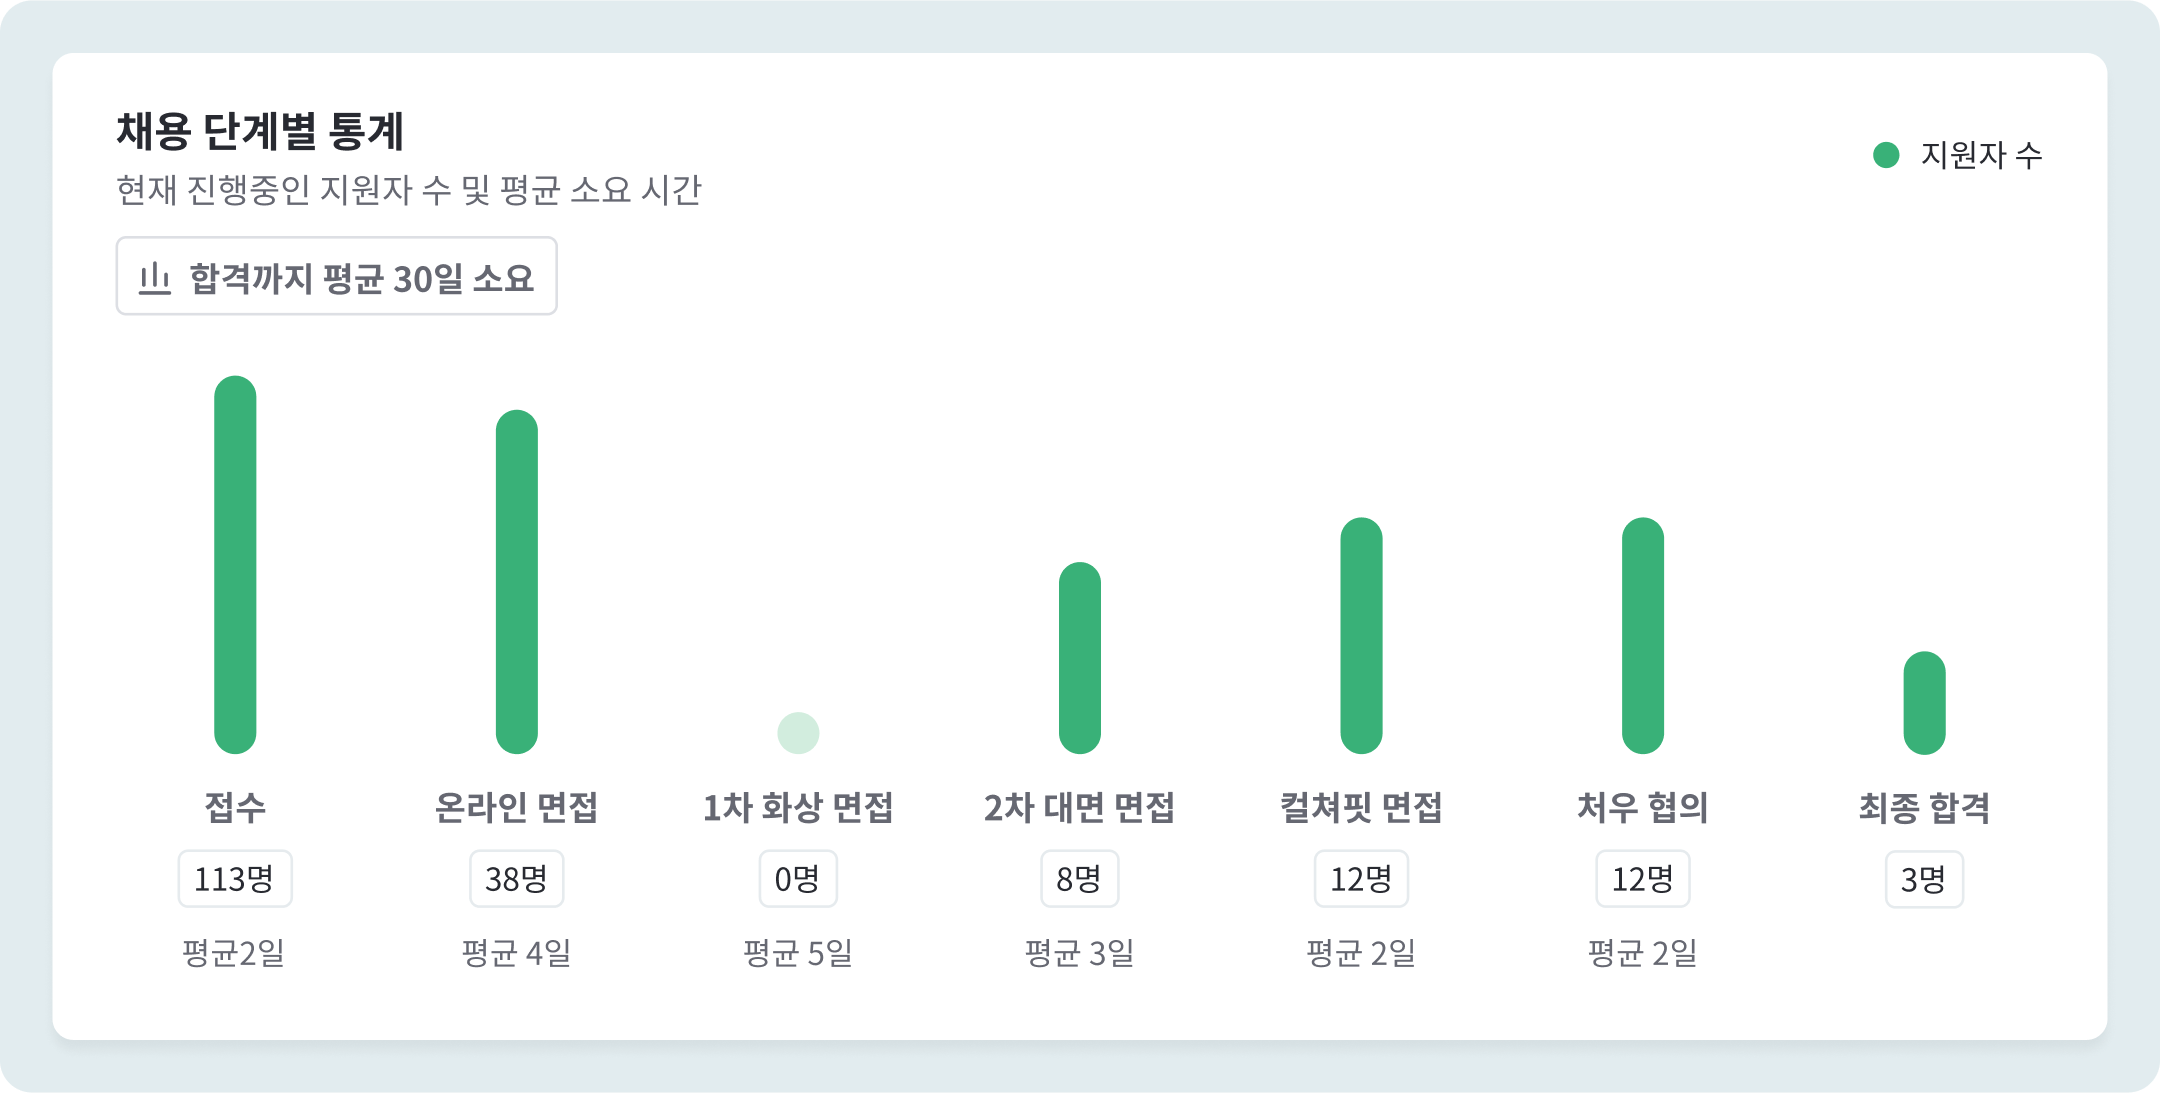 채용 단계별 통계
현재 진행중인 지원자 수 및 평균 소요 시간
지원자 수
합격까지 평균 30일 소요
접수
온라인 면접
1차 화상 면접
2차 대면 면접
컬쳐핏 면접
처우 협의
최종 합격
113명
38명
0명
8명
12명
12명
3명
평균2일
평균 4일
평균 5일
평균 3일
평균 2일
평균 2일